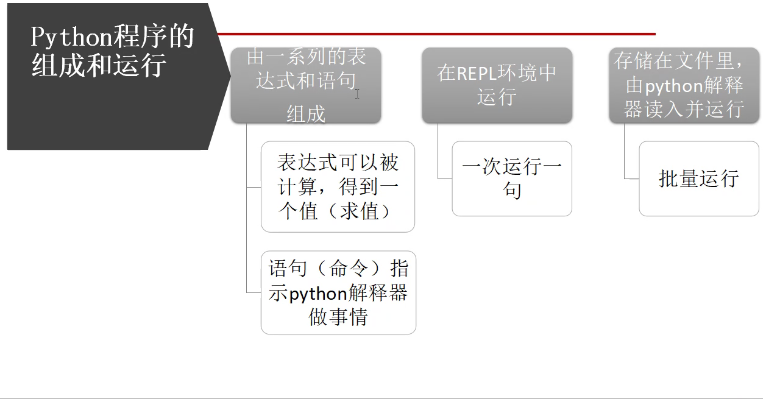 Python程序的
组成和运行
由一系列的表
达式和语句
组成
表达式可以被
计算，得到一
个值（求值）
语句（命令）指
示python解释器
做事情
在REPL环境中
运行
一次运行一
句
存储在文件里，
由python解释
器读入并运行
批量运行